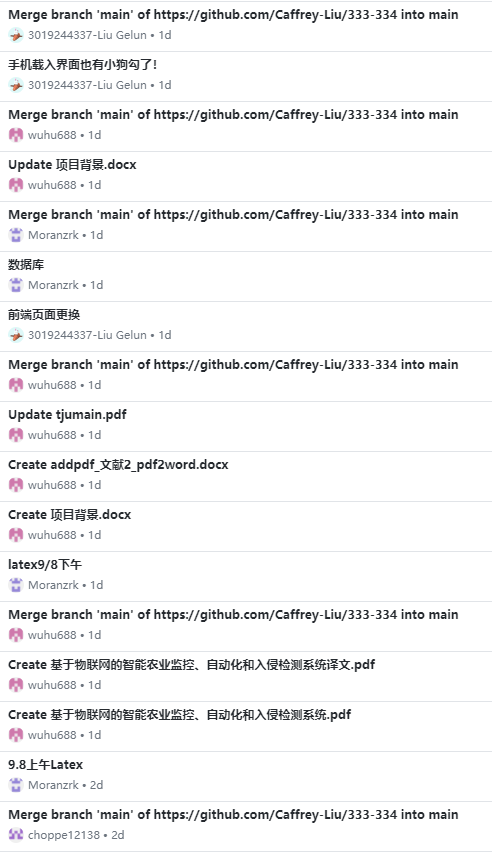 Merge branch 'main' of https://github.com/Caffrey-Liu/333-334 into main
3019244337-Liu Gelun • 1d
手机载入界面也有小狗勾了!
3019244337-Liu Gelun • 1d
Merge branch 'main' of https://github.com/Caffrey-Liu/333-334 into main
wuhu688 • 1d
Update 项目背景.docx
wuhu688 • 1d
Merge branch 'main' of https://github.com/Caffrey-Liu/333-334 into main
Moranzrk • 1d
数据库
Moranzrk • 1d
前端页面更换
3019244337-Liu Gelun • 1d
Merge branch 'main' of https://github.com/Caffrey-Liu/333-334 into main
wuhu688 • 1d
Update tjumain.pdf
wuhu688 • 1d
Create addpdf_文献2_pdf2word.docx
wuhu688 • 1d
Create 项目背景.docx
wuhu688 • 1d
latex9/8下午
Moranzrk • 1d
Merge branch 'main' of https://github.com/Caffrey-Liu/333-334 into main
wuhu688 • 1d
Create 基于物联网的智能农业监控、自动化和入侵检测系统译文.pdf
wuhu688 • 1d
Create 基于物联网的智能农业监控、自动化和入侵检测系统.pdf
wuhu688 • 1d
9.8上午Latex
Moranzrk • 2d
Merge branch 'main' of https://github.com/Caffrey-Liu/333-334 into main
choppe12138 • 2d